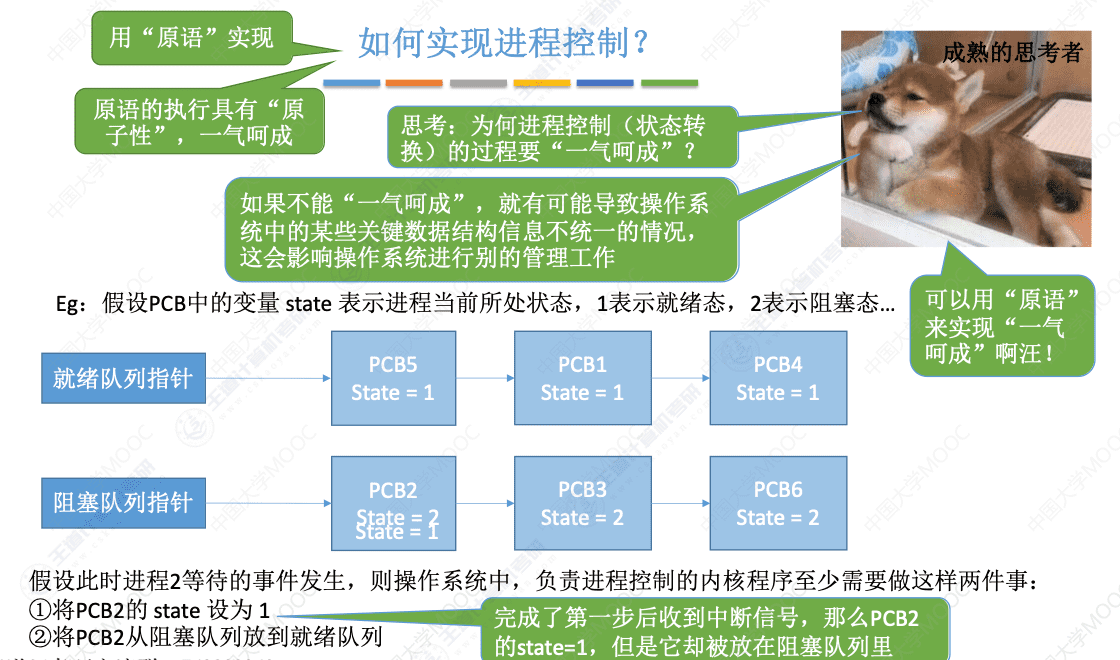 用“原语”实现
如何实现进程控制？
成熟的思考者
原语的执行具有“原
子性”，一气呵成
思考：为何进程控制（状态转
换）的过程要“一气呵成”？
如果不能“一气呵成”，就有可能导致操作系
统中的某些关键数据结构信息不统一的情况，
这会影响操作系统进行别的管理工作
可以用“原语”
来实现“一气
呵成”啊汪！
Eg：假设PCB中的变量 state 表示进程当前所处状态，1表示就绪态，2表示阻塞态...
就绪队列指针
PCB5
State = 1
PCB1
State = 1
PCB4
State = 1
阻塞队列指针
PCB2
State = 2
State = 1
PCB3
State = 2
PCB6
State = 2
假设此时进程2等待的事件发生，则操作系统中，负责进程控制的内核程序至少需要做这样两件事：
①将PCB2的 state 设为 1
②将PCB2从阻塞队列放到就绪队列
完成了第一步后收到中断信号，那么PCB2
的state=1，但是它却被放在阻塞队列里